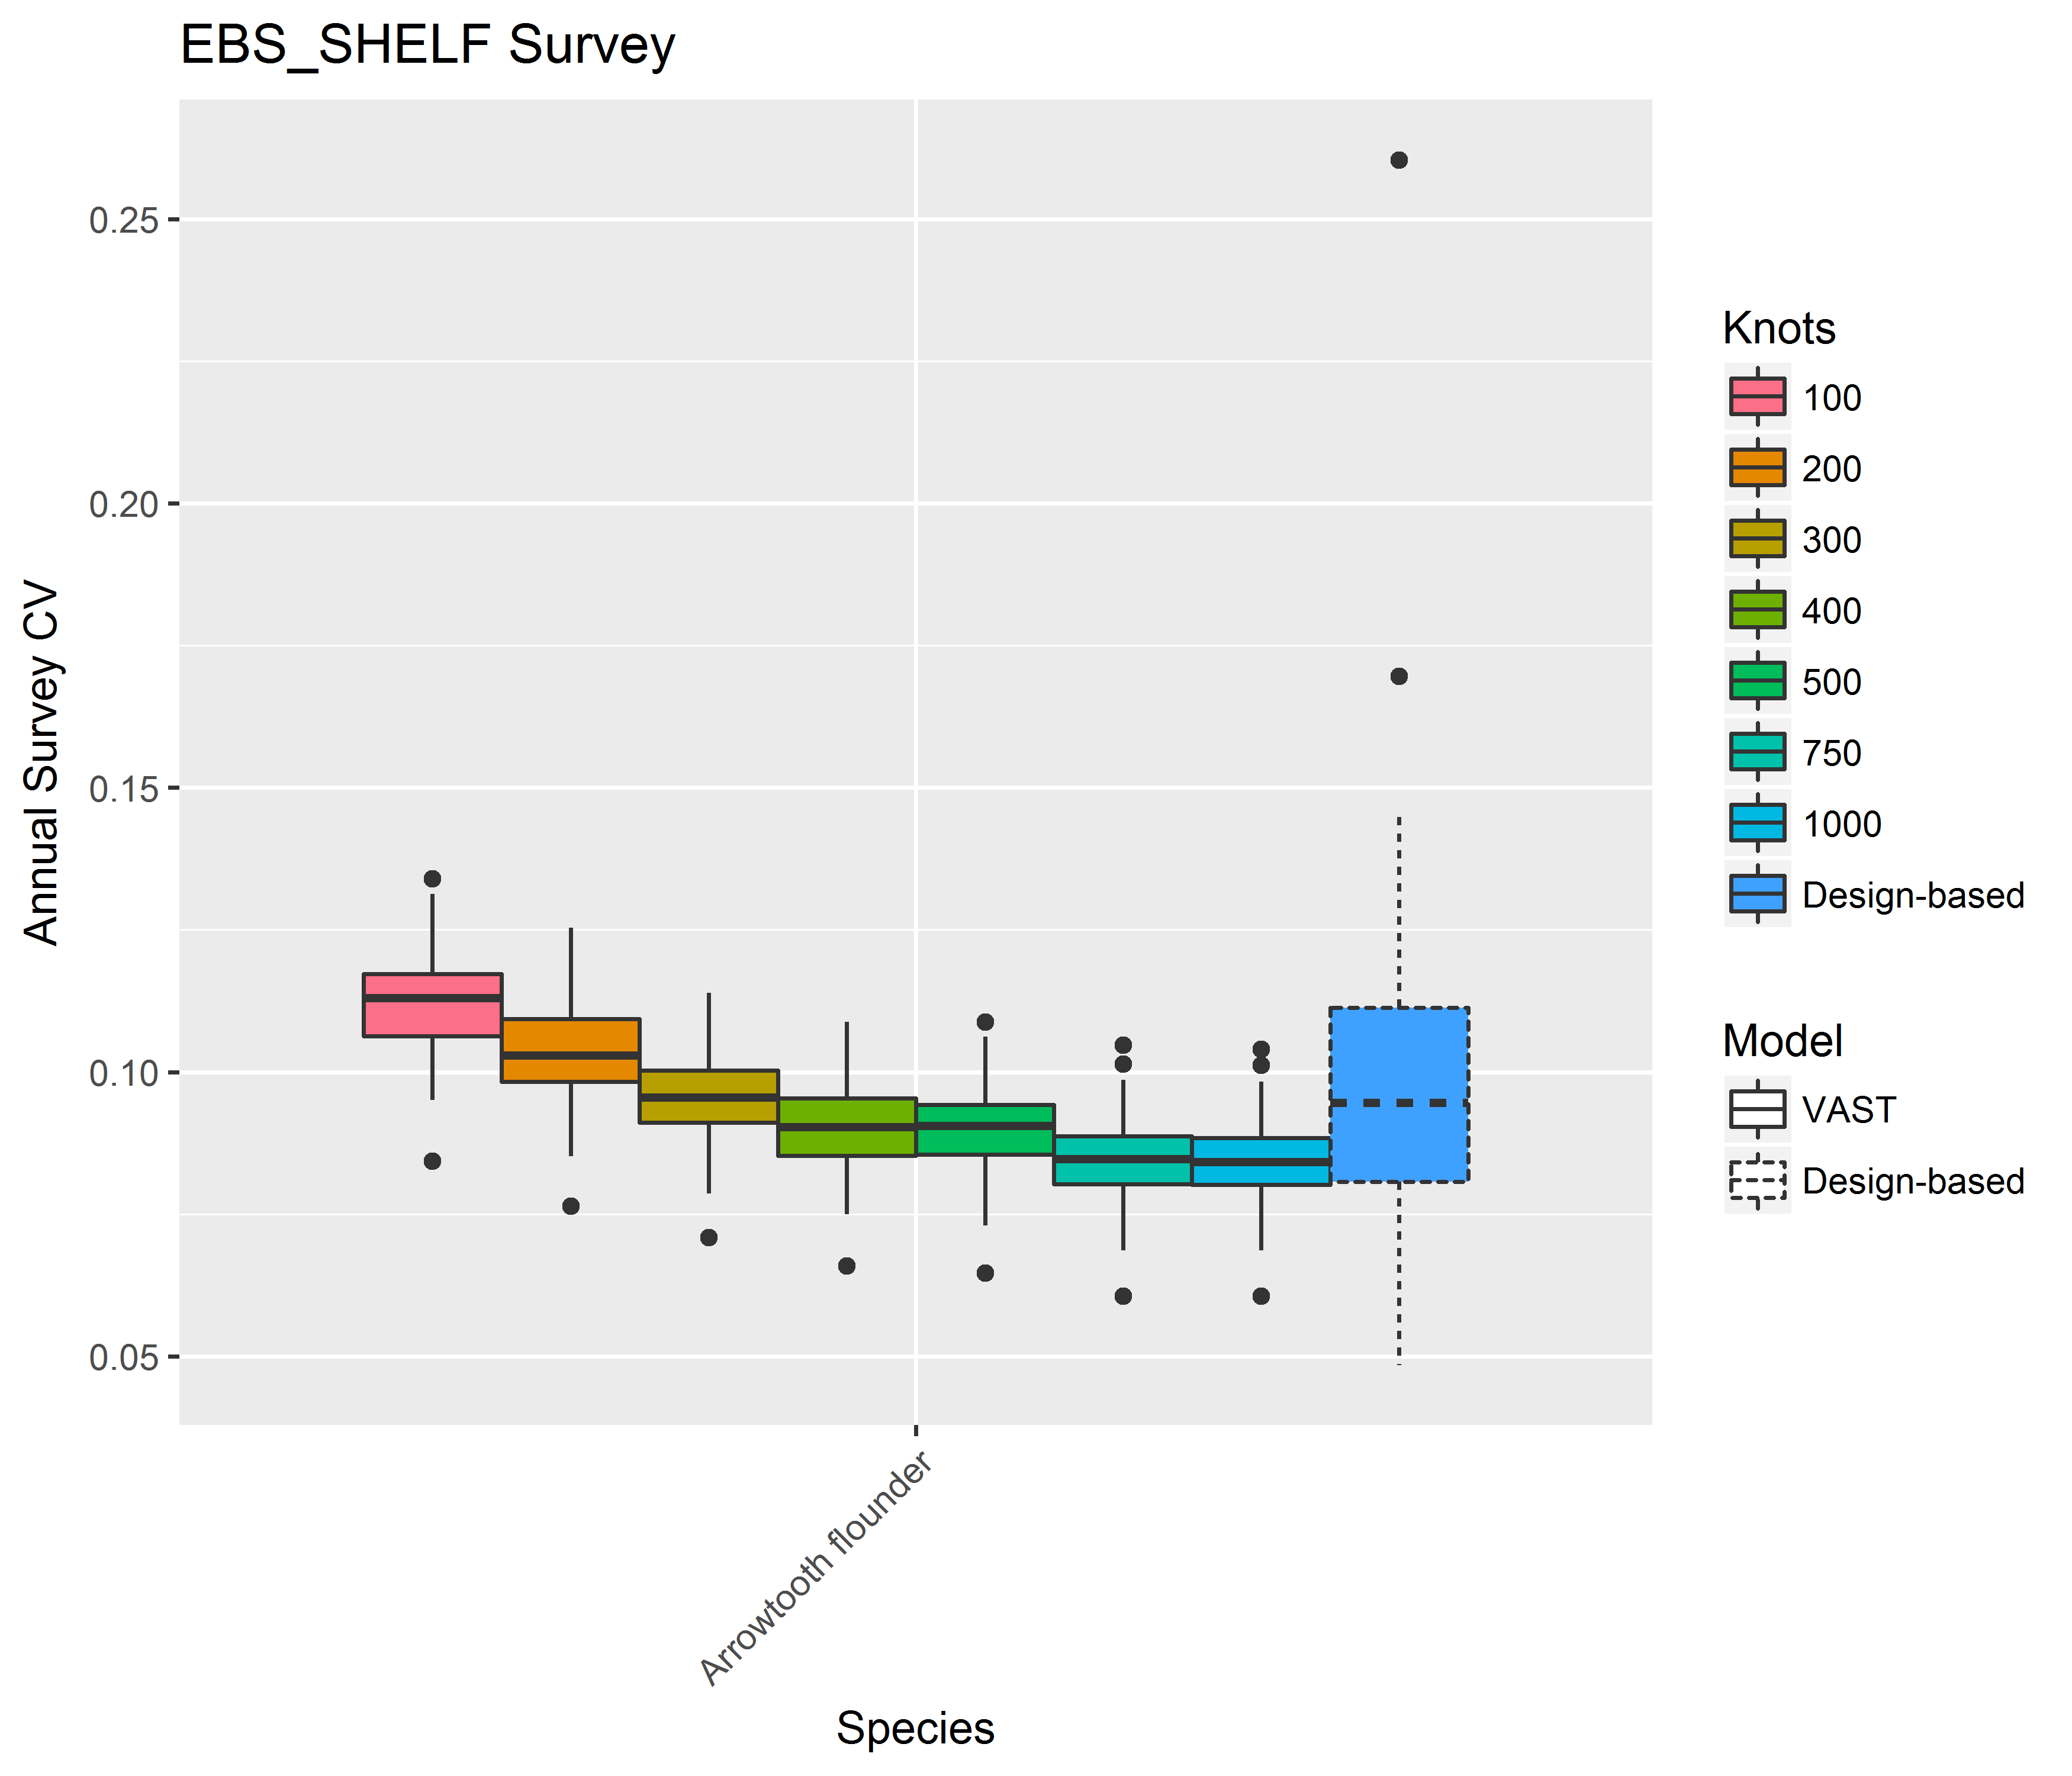 EBS_SHELF Survey
Annual Survey CV
0.25
0.20
0.15
0.10
0.05
Arrowtooth flounder
Species
Knots
100
200
300
400
500
750
1000
Design-based
Model
VAST
Design-based